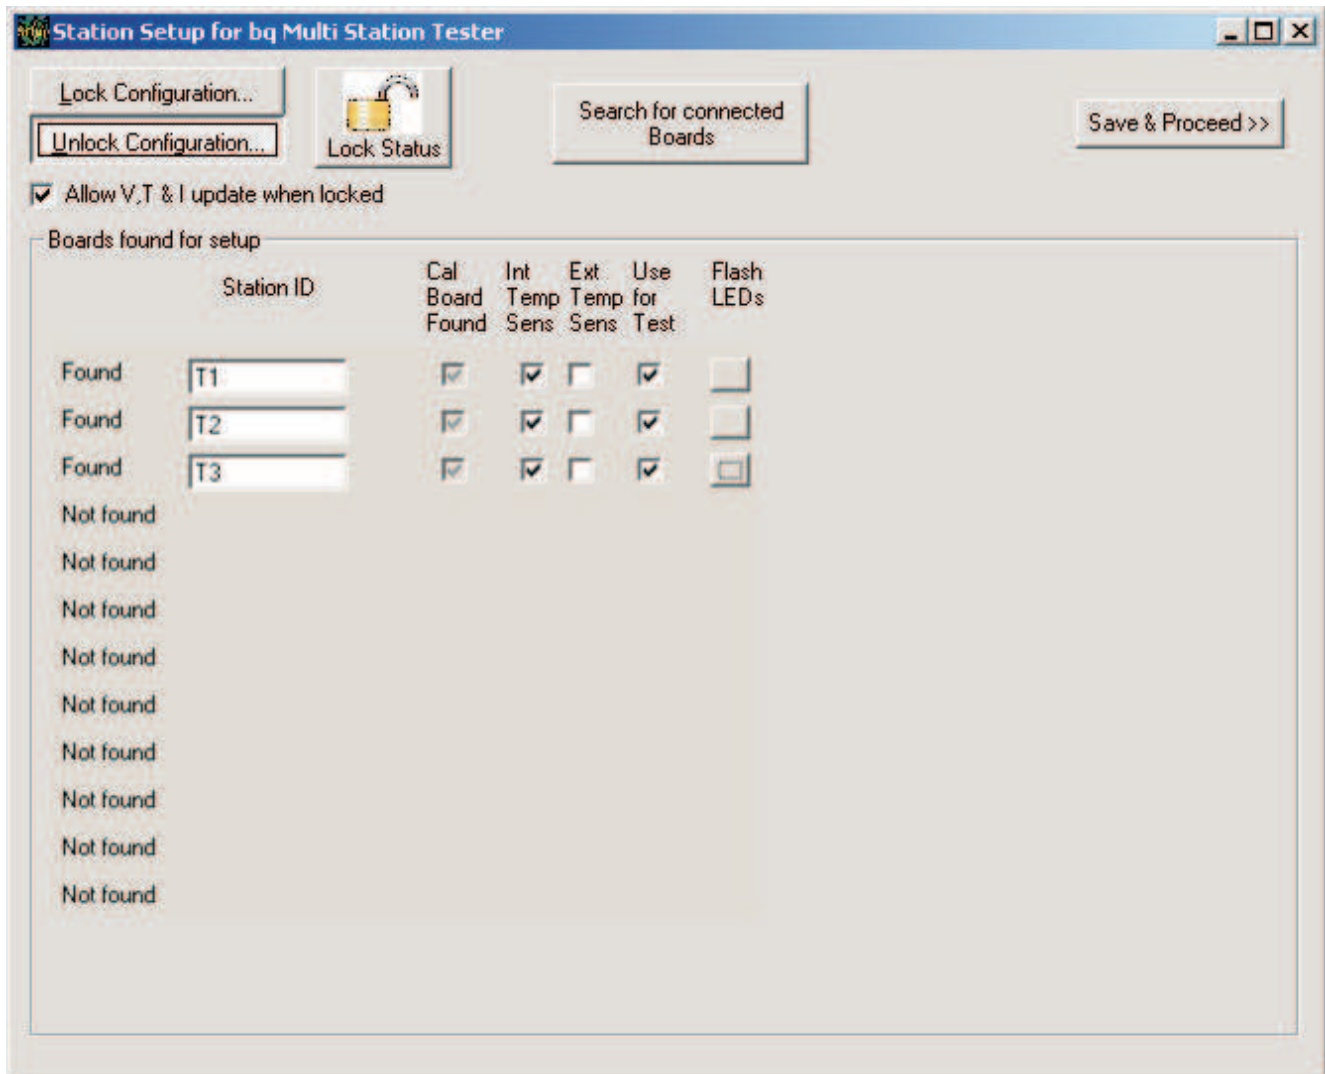 Station Setup for bq Multi Station Tester
Lock Configuration...
Unlock Configuration...
Lock Status
Search for connected
Boards
Save & Proceed >>
Allow V,T & I update when locked
Boards found for setup
Station ID
Cal
Board
Found
Int
Temp
Sens
Ext
Temp
Sens
Use
for
Test
Flash
LEDs
Found T1
Found T2
Found T3
Not found
Not found
Not found
Not found
Not found
Not found
Not found
Not found
Not found